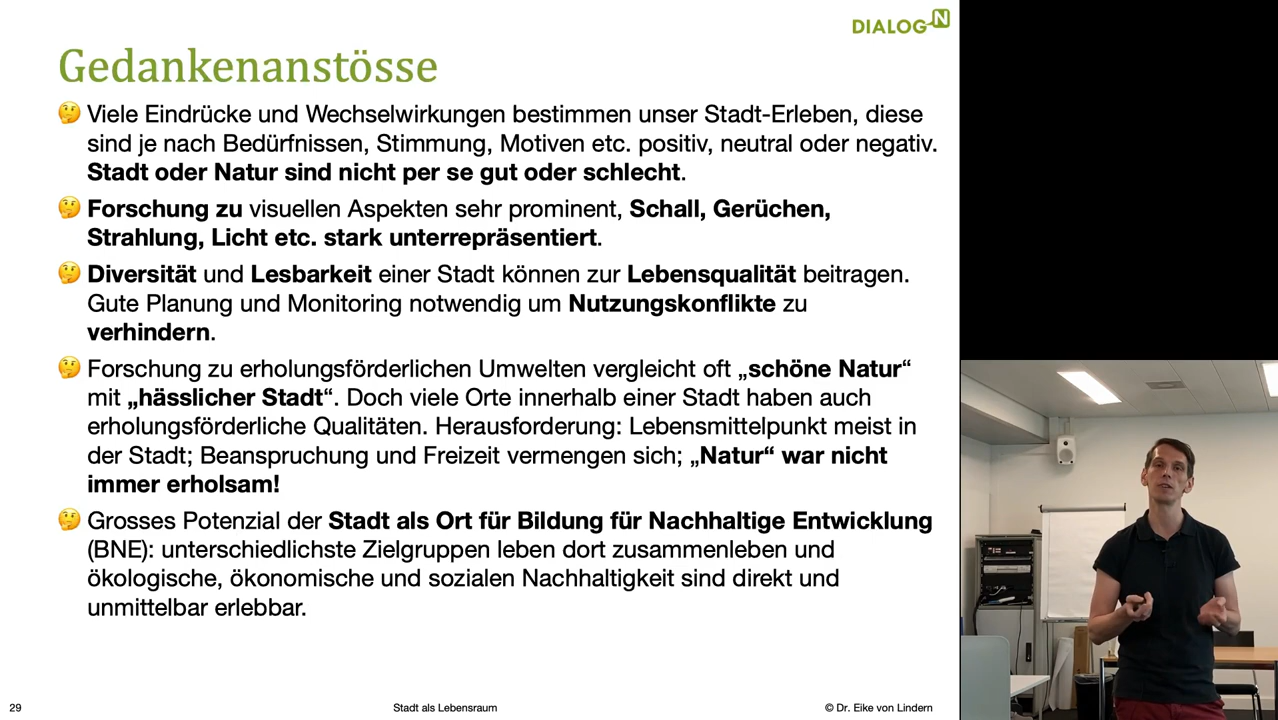 DIALOG N
Gedankenanstösse
🤔 Viele Eindrücke und Wechselwirkungen bestimmen unser Stadt-Erleben, diese
sind je nach Bedürfnissen, Stimmung, Motiven etc. positiv, neutral oder negativ.
Stadt oder Natur sind nicht per se gut oder schlecht.
🤔 Forschung zu visuellen Aspekten sehr prominent, Schall, Gerüchen,
Strahlung, Licht etc. stark unterrepräsentiert.
🤔 Diversität und Lesbarkeit einer Stadt können zur Lebensqualität beitragen.
Gute Planung und Monitoring notwendig um Nutzungskonflikte zu
verhindern.
🤔 Forschung zu erholungsförderlichen Umwelten vergleicht oft „schöne Natur“
mit „hässlicher Stadt“. Doch viele Orte innerhalb einer Stadt haben auch
erholungsförderliche Qualitäten. Herausforderung: Lebensmittelpunkt meist in
der Stadt; Beanspruchung und Freizeit vermengen sich; „Natur“ war nicht
immer erholsam!
🤔 Grosses Potenzial der Stadt als Ort für Bildung für Nachhaltige Entwicklung
(BNE): unterschiedlichste Zielgruppen leben dort zusammenleben und
ökologische, ökonomische und sozialen Nachhaltigkeit sind direkt und
unmittelbar erlebbar.
29
Stadt als Lebensraum
© Dr. Eike von Lindern